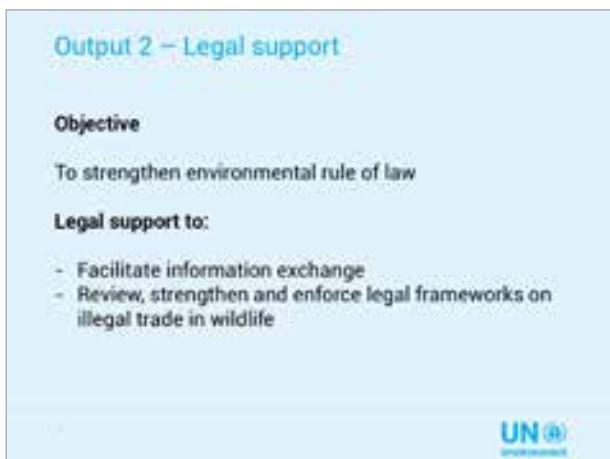 Output 2 – Legal support
Objective
To strengthen environmental rule of law
Legal support to:
- Facilitate information exchange
- Review, strengthen and enforce legal frameworks on
illegal trade in wildlife
UN